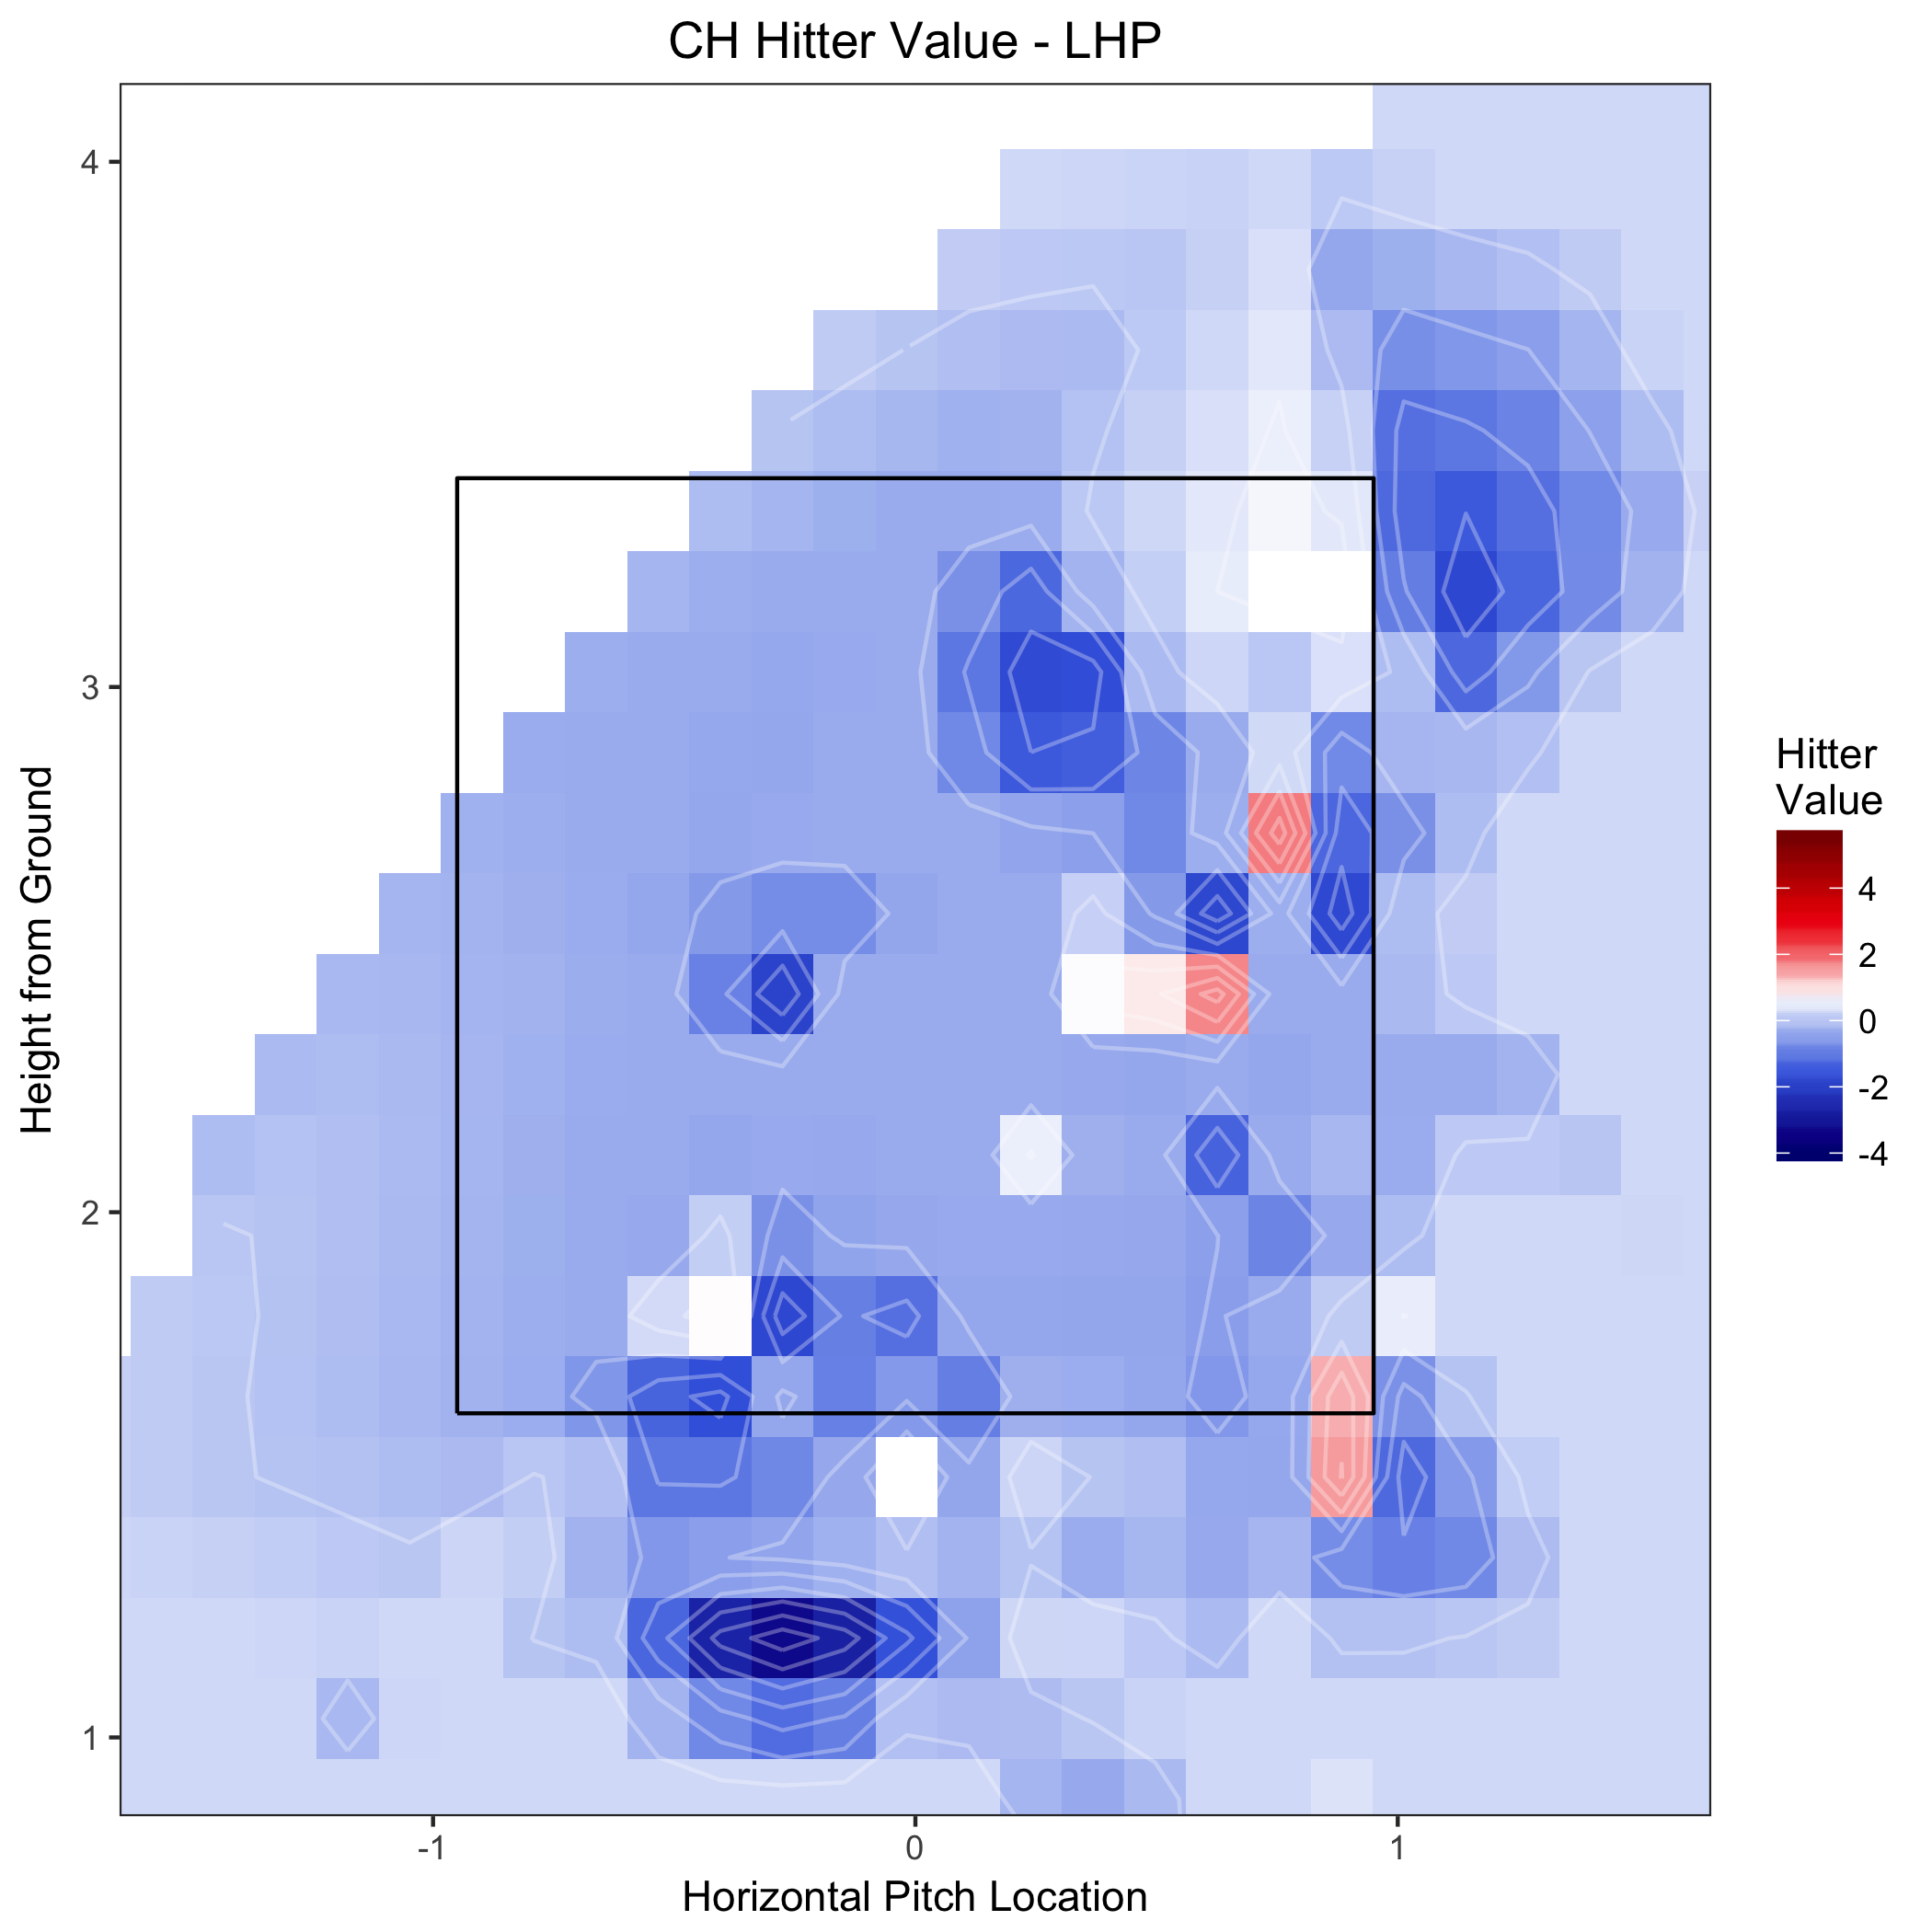 CH Hitter Value - LHP
4
3
2
1
Height from Ground
-1 0 1
Horizontal Pitch Location
Hitter
Value
4
2
0
-2
-4